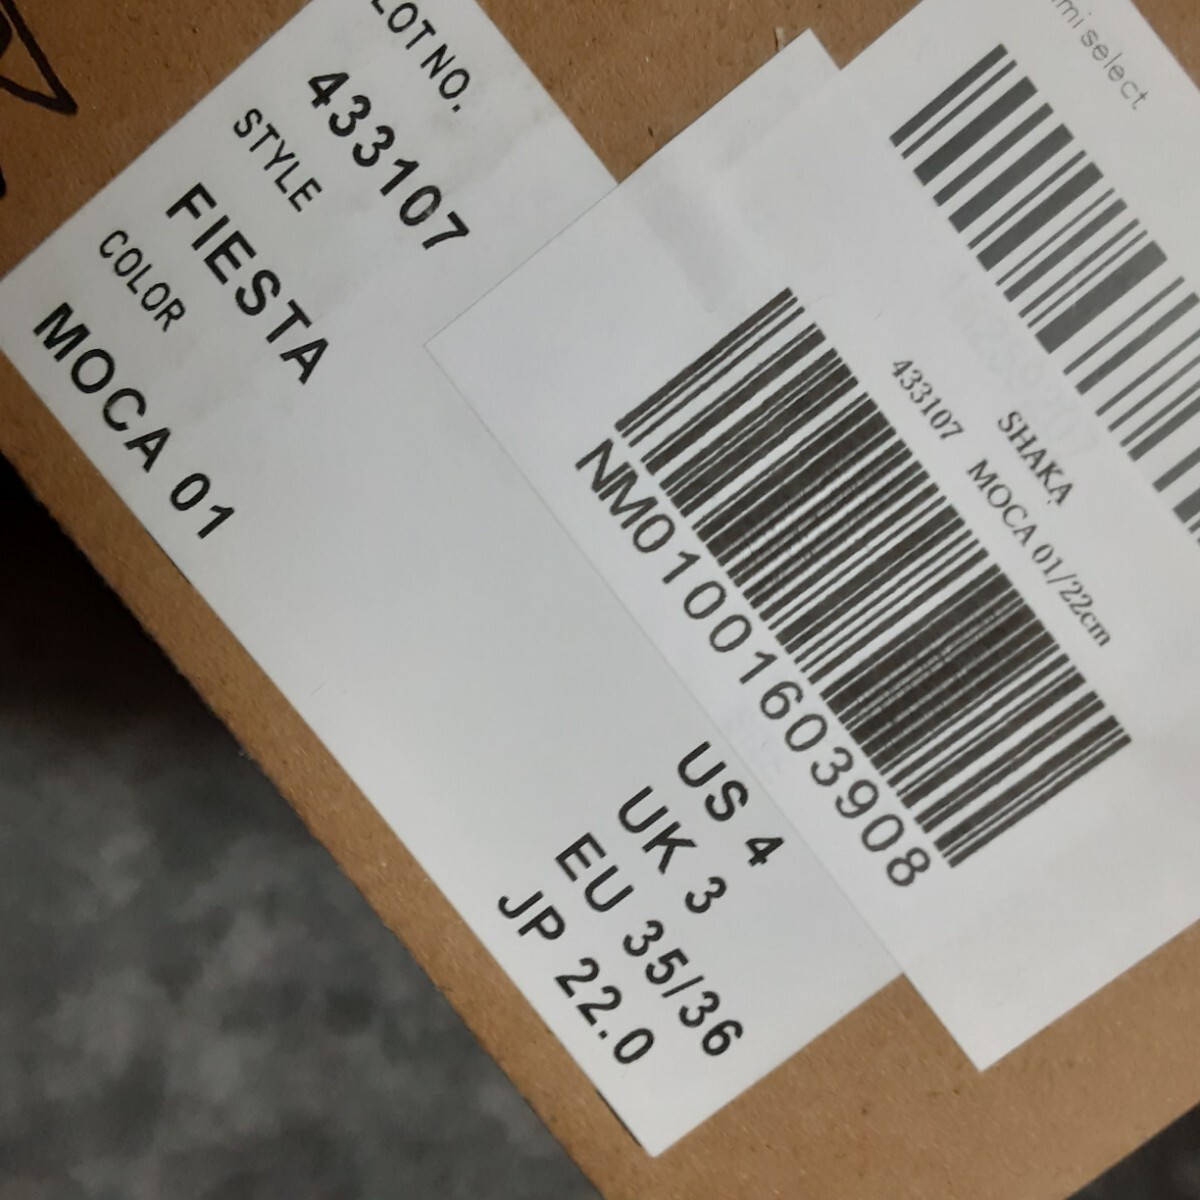 LOT NO.
433107
STYLE
FIESTA
COLOR
MOCA 01
US 4
UK 3
EU 35/36
JP 22.0
select
SHAKA
433107 MOCA 01/22cm
NM01001603908